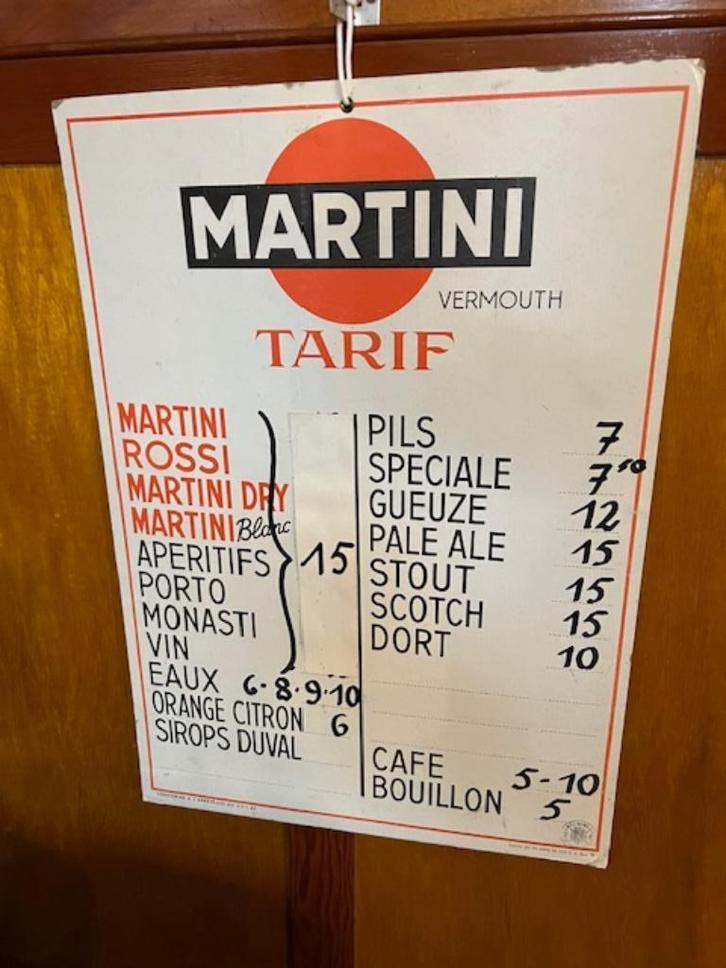 MARTINI
VERMOUTH
TARIF
MARTINI
ROSSI
MARTINI DRY
MARTINI Blanc
APERITIFS 15
PORTO
MONASTI
VIN
EAUX 6-8-9-10
ORANGE CITRON 6
SIROPS DUVAL
PILS 7
SPECIALE 7⁵⁰
GUEUZE 12
PALE ALE 15
STOUT 15
SCOTCH 15
DORT 10
CAFE 5-10
BOUILLON 5